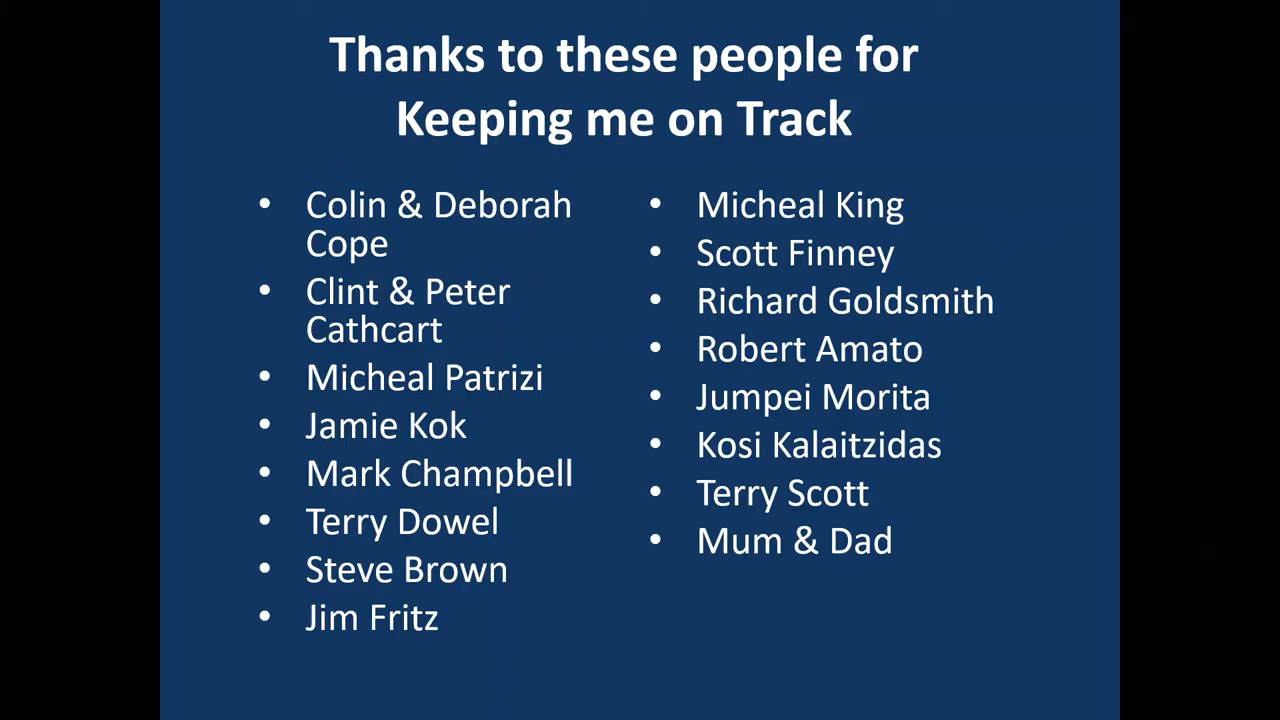 Thanks to these people for
Keeping me on Track
• Colin & Deborah
Cope
• Clint & Peter
Cathcart
• Micheal Patrizi
• Jamie Kok
• Mark Champbell
• Terry Dowel
• Steve Brown
• Jim Fritz
• Micheal King
• Scott Finney
• Richard Goldsmith
• Robert Amato
• Jumpei Morita
• Kosi Kalaitzidas
• Terry Scott
• Mum & Dad